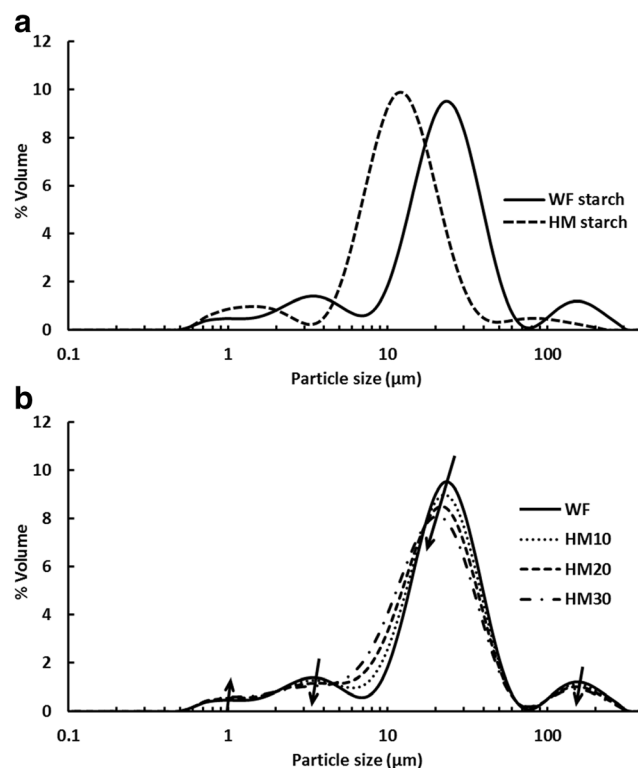 a
12
10
8
6
4
2
0
% Volume
WF starch
HM starch
0.1 1 10 100
Particle size (µm)
b
12
10
8
6
4
2
0
% Volume
WF
HM10
HM20
HM30
0.1 1 10 100
Particle size (µm)